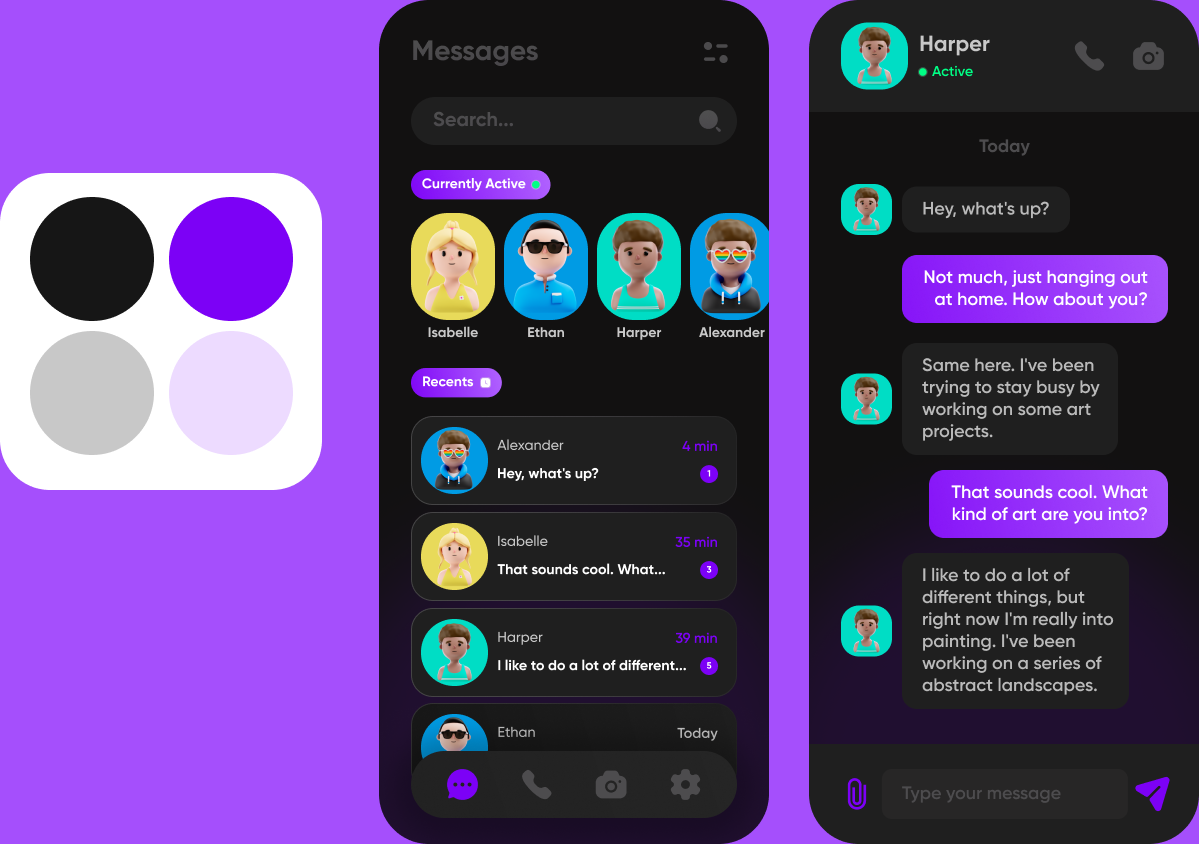 Messages
Search...
Currently Active
Isabelle
Ethan
Harper
Alexander
Recents
Alexander
4 min
Hey, what's up?
1
Isabelle
35 min
That sounds cool. What...
3
Harper
39 min
I like to do a lot of different...
5
Ethan
Today
Harper
Active
Today
Hey, what's up?
Not much, just hanging out
at home. How about you?
Same here. I've been
trying to stay busy by
working on some art
projects.
That sounds cool. What
kind of art are you into?
I like to do a lot of
different things, but
right now I'm really into
painting. I've been
working on a series of
abstract landscapes.
Type your message